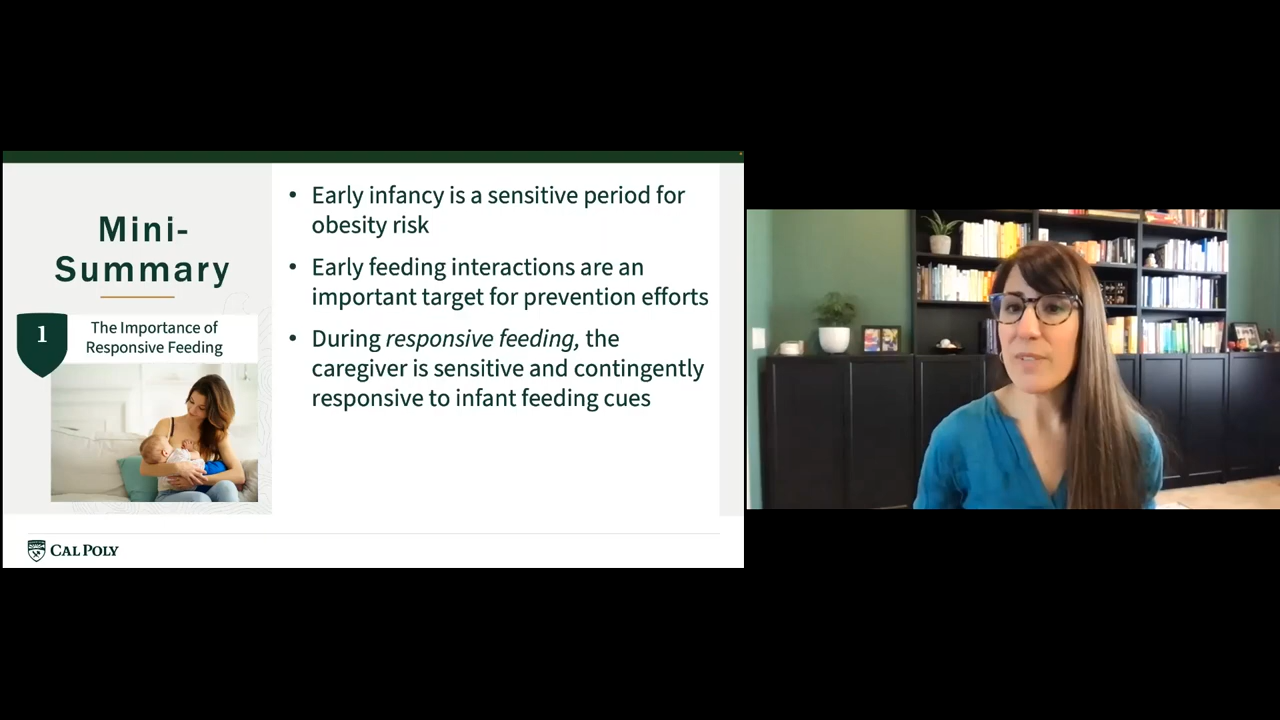 Mini-
Summary
1
The Importance of
Responsive Feeding
• Early infancy is a sensitive period for
obesity risk
• Early feeding interactions are an
important target for prevention efforts
• During responsive feeding, the
caregiver is sensitive and contingently
responsive to infant feeding cues
CAL POLY